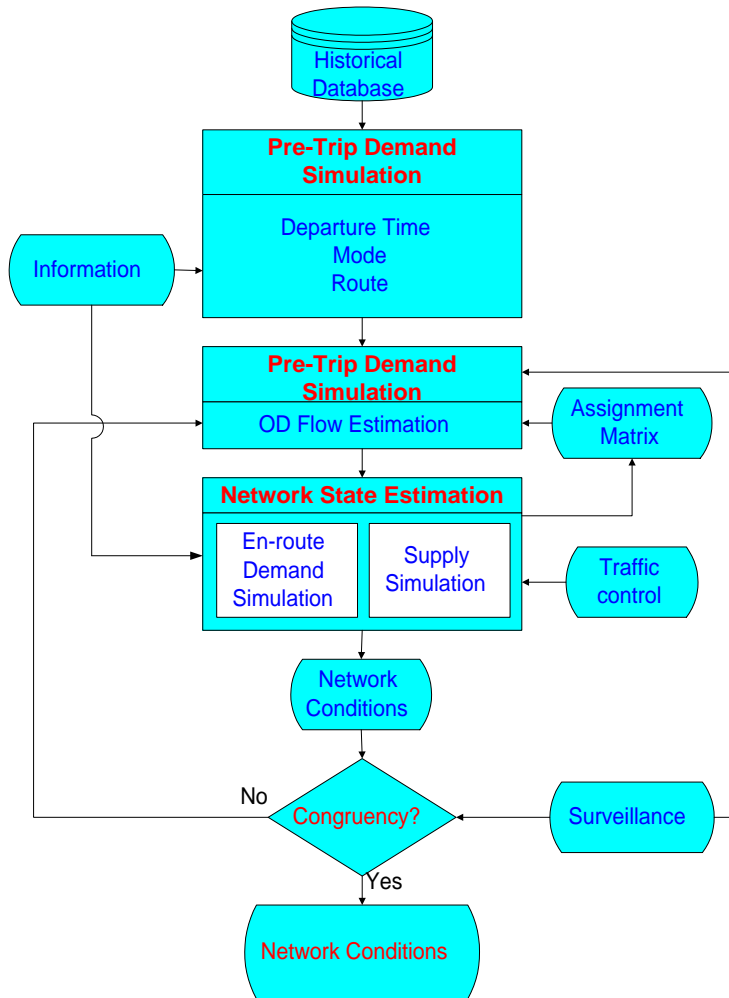 Historical
Database
Pre-Trip Demand
Simulation
Departure Time
Mode
Route
Information
Pre-Trip Demand
Simulation
OD Flow Estimation
Assignment
Matrix
Network State Estimation
En-route
Demand
Simulation
Supply
Simulation
Traffic
control
Network
Conditions
No
Congruency?
Surveillance
Yes
Network Conditions